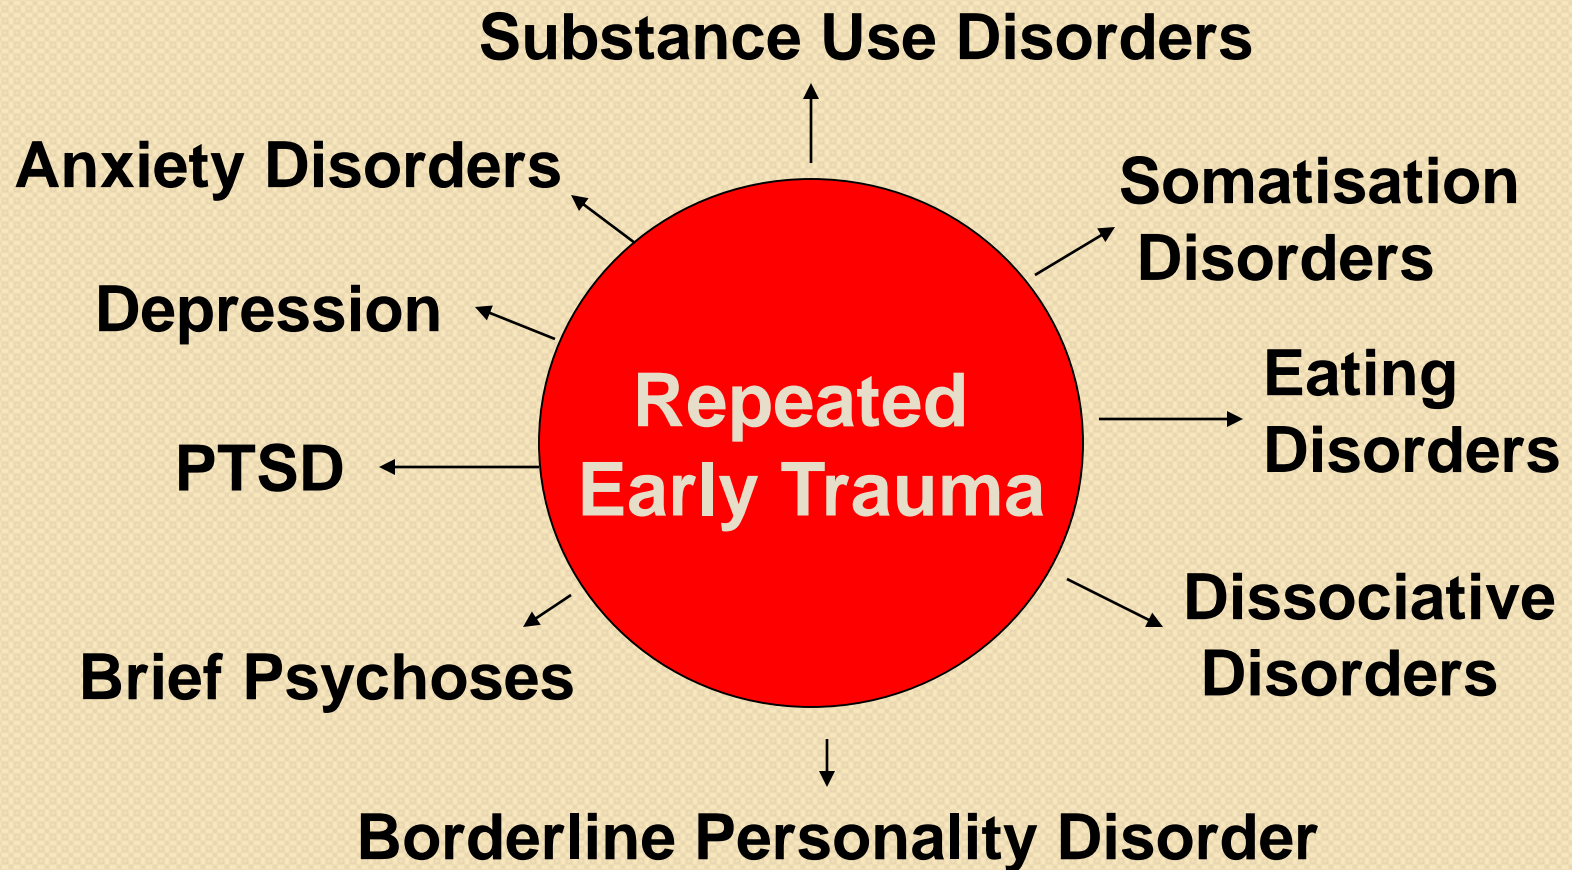 Substance Use Disorders
Anxiety Disorders
Somatisation
Disorders
Depression
Eating
Disorders
Repeated
Early Trauma
PTSD
Dissociative
Disorders
Brief Psychoses
Borderline Personality Disorder